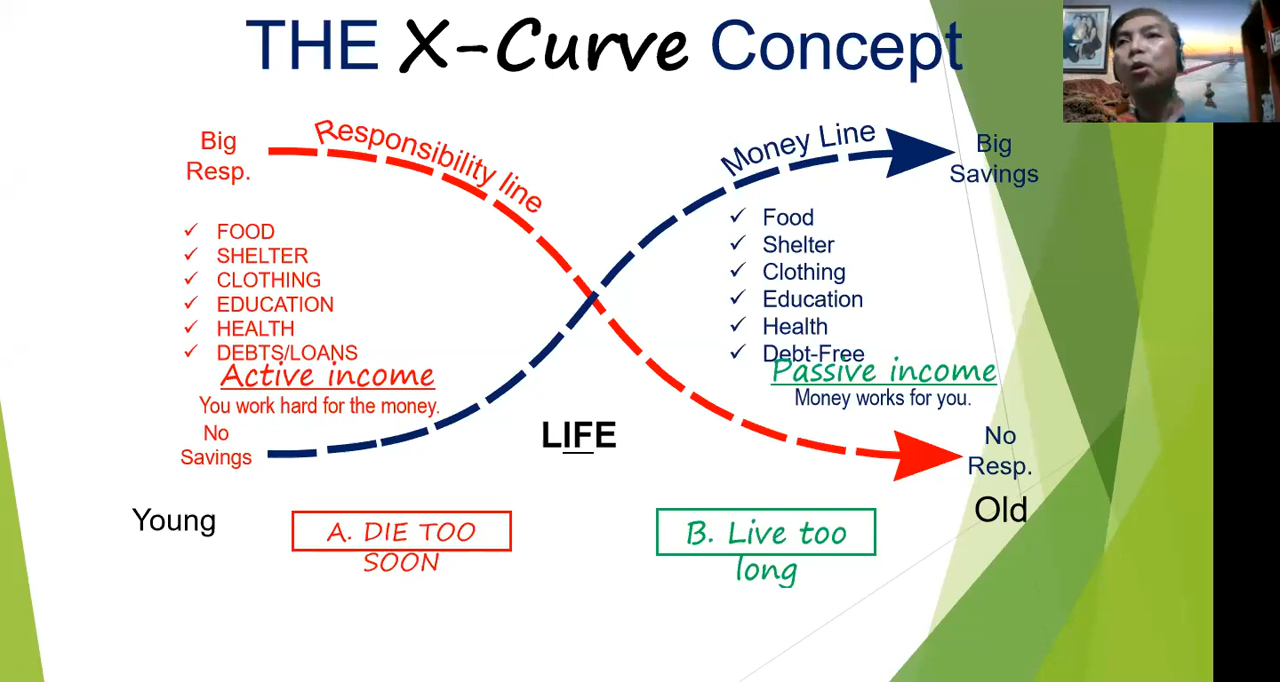 THE X-Curve Concept
Big
Resp.
Responsibility line
Money Line
Big
Savings
✓ FOOD
✓ SHELTER
✓ CLOTHING
✓ EDUCATION
✓ HEALTH
✓ DEBTS/LOANS
Active income
You work hard for the money.
No
Savings
✓ Food
✓ Shelter
✓ Clothing
✓ Education
✓ Health
✓ Debt-Free
Passive income
Money works for you.
LIFE
No
Resp.
Young
Old
A. DIE TOO
SOON
B. Live too
long